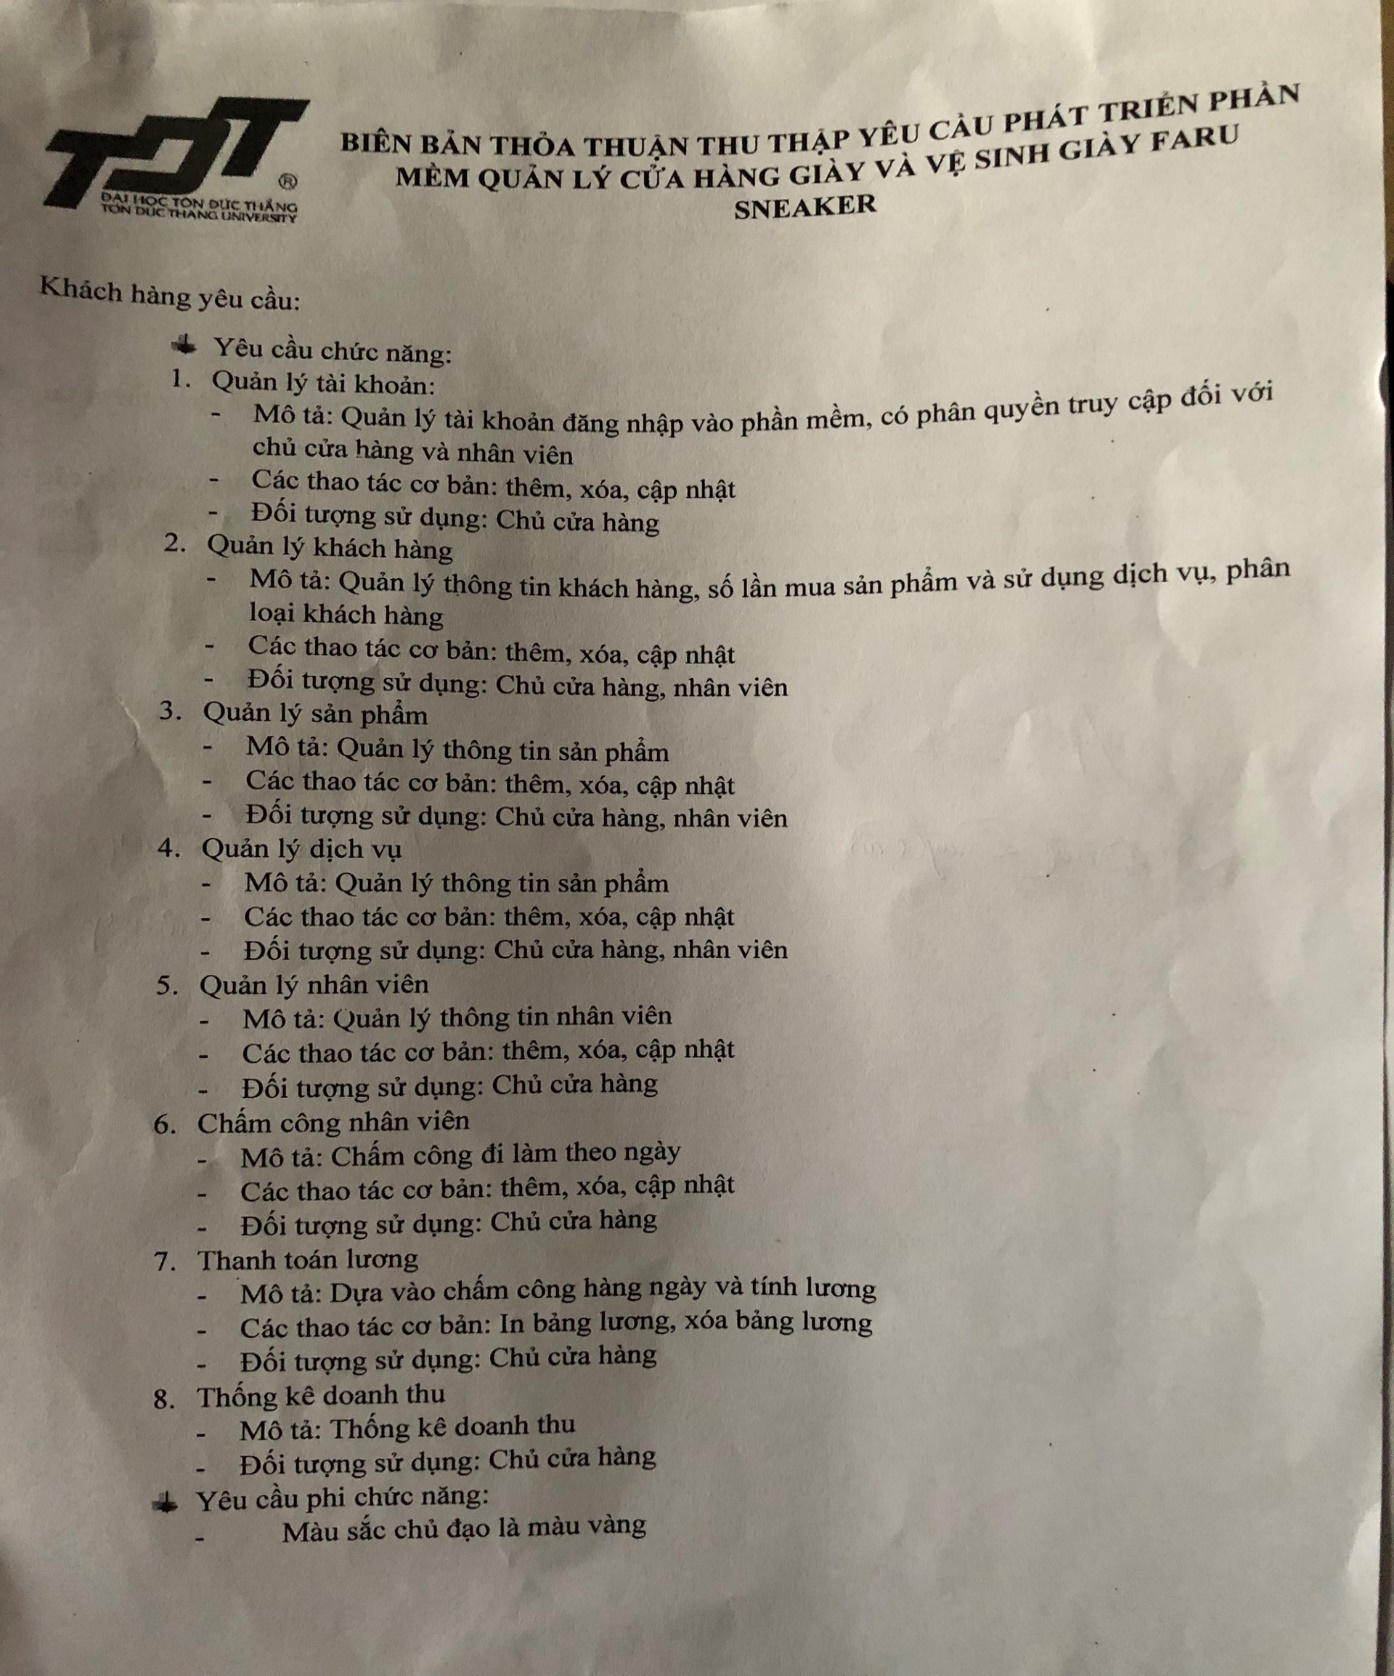 TDT
®
ĐẠI HỌC TÔN ĐỨC THẮNG
TON DUC THANG UNIVERSITY
BIÊN BẢN THỎA THUẬN THU THẬP YÊU CẦU PHÁT TRIỂN PHẦN
MỀM QUẢN LÝ CỬA HÀNG GIÀY VÀ VỆ SINH GIÀY FARU
SNEAKER
Khách hàng yêu cầu:
Yêu cầu chức năng:
1. Quản lý tài khoản:
- Mô tả: Quản lý tài khoản đăng nhập vào phần mềm, có phân quyền truy cập đối với
chủ cửa hàng và nhân viên
- Các thao tác cơ bản: thêm, xóa, cập nhật
- Đối tượng sử dụng: Chủ cửa hàng
2. Quản lý khách hàng
- Mô tả: Quản lý thông tin khách hàng, số lần mua sản phẩm và sử dụng dịch vụ, phân
loại khách hàng
- Các thao tác cơ bản: thêm, xóa, cập nhật
- Đối tượng sử dụng: Chủ cửa hàng, nhân viên
3. Quản lý sản phẩm
- Mô tả: Quản lý thông tin sản phẩm
- Các thao tác cơ bản: thêm, xóa, cập nhật
- Đối tượng sử dụng: Chủ cửa hàng, nhân viên
4. Quản lý dịch vụ
- Mô tả: Quản lý thông tin sản phẩm
- Các thao tác cơ bản: thêm, xóa, cập nhật
- Đối tượng sử dụng: Chủ cửa hàng, nhân viên
5. Quản lý nhân viên
- Mô tả: Quản lý thông tin nhân viên
- Các thao tác cơ bản: thêm, xóa, cập nhật
- Đối tượng sử dụng: Chủ cửa hàng
6. Chấm công nhân viên
- Mô tả: Chấm công đi làm theo ngày
- Các thao tác cơ bản: thêm, xóa, cập nhật
- Đối tượng sử dụng: Chủ cửa hàng
7. Thanh toán lương
- Mô tả: Dựa vào chấm công hàng ngày và tính lương
- Các thao tác cơ bản: In bảng lương, xóa bảng lương
- Đối tượng sử dụng: Chủ cửa hàng
8. Thống kê doanh thu
- Mô tả: Thống kê doanh thu
- Đối tượng sử dụng: Chủ cửa hàng
Yêu cầu phi chức năng:
- Màu sắc chủ đạo là màu vàng